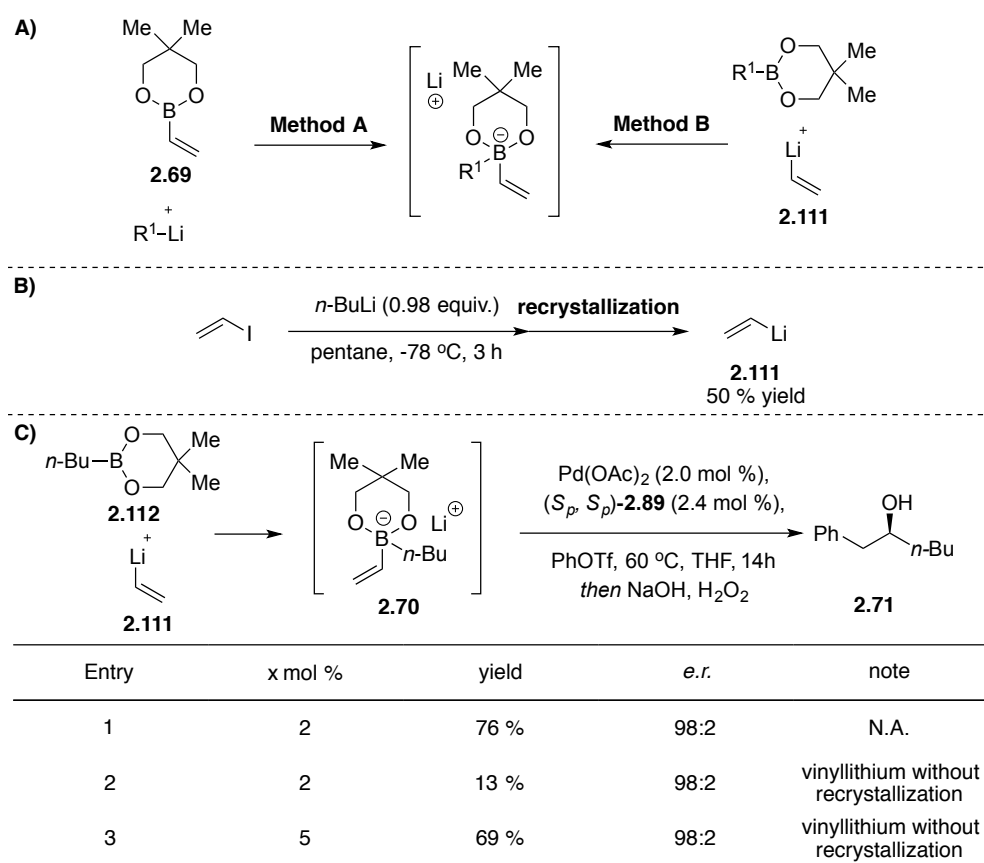 A)
Me Me
O O
B
2.69
+
R¹–Li
Method A
Li
⊕
Me Me
O ⊖ O
B
R¹
Method B
O
R¹–B Me
O Me
+
Li
2.111
B)
I
n-BuLi (0.98 equiv.) recrystallization
pentane, -78 °C, 3 h
Li
2.111
50 % yield
C)
O
n-Bu B Me
O Me
2.112
+
Li
2.111
Me Me
O ⊖ O Li⊕
B
n-Bu
2.70
Pd(OAc)₂ (2.0 mol %),
(Sₚ, Sₚ)-2.89 (2.4 mol %),
PhOTf, 60 °C, THF, 14h
then NaOH, H₂O₂
OH
Ph n-Bu
2.71
Entry x mol % yield e.r. note
1 2 76 % 98:2 N.A.
2 2 13 % 98:2 vinyllithium without
recrystallization
3 5 69 % 98:2 vinyllithium without
recrystallization